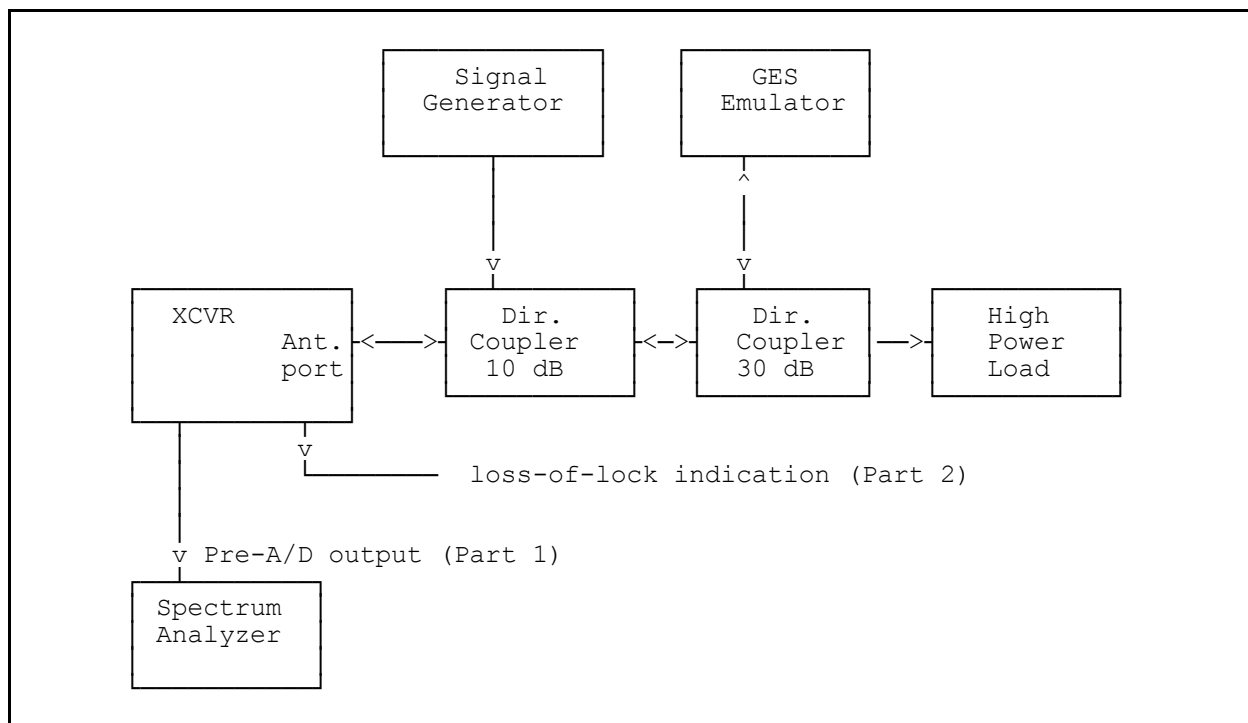 Signal
Generator
GES
Emulator
XCVR
Ant.
port
Dir.
Coupler
10 dB
Dir.
Coupler
30 dB
High
Power
Load
loss-of-lock indication (Part 2)
Pre-A/D output (Part 1)
Spectrum
Analyzer